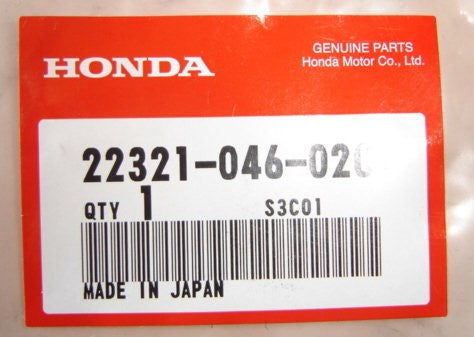 HONDA
GENUINE PARTS
Honda Motor Co., Ltd.
22321-046-020
QTY 1 S3C01
MADE IN JAPAN